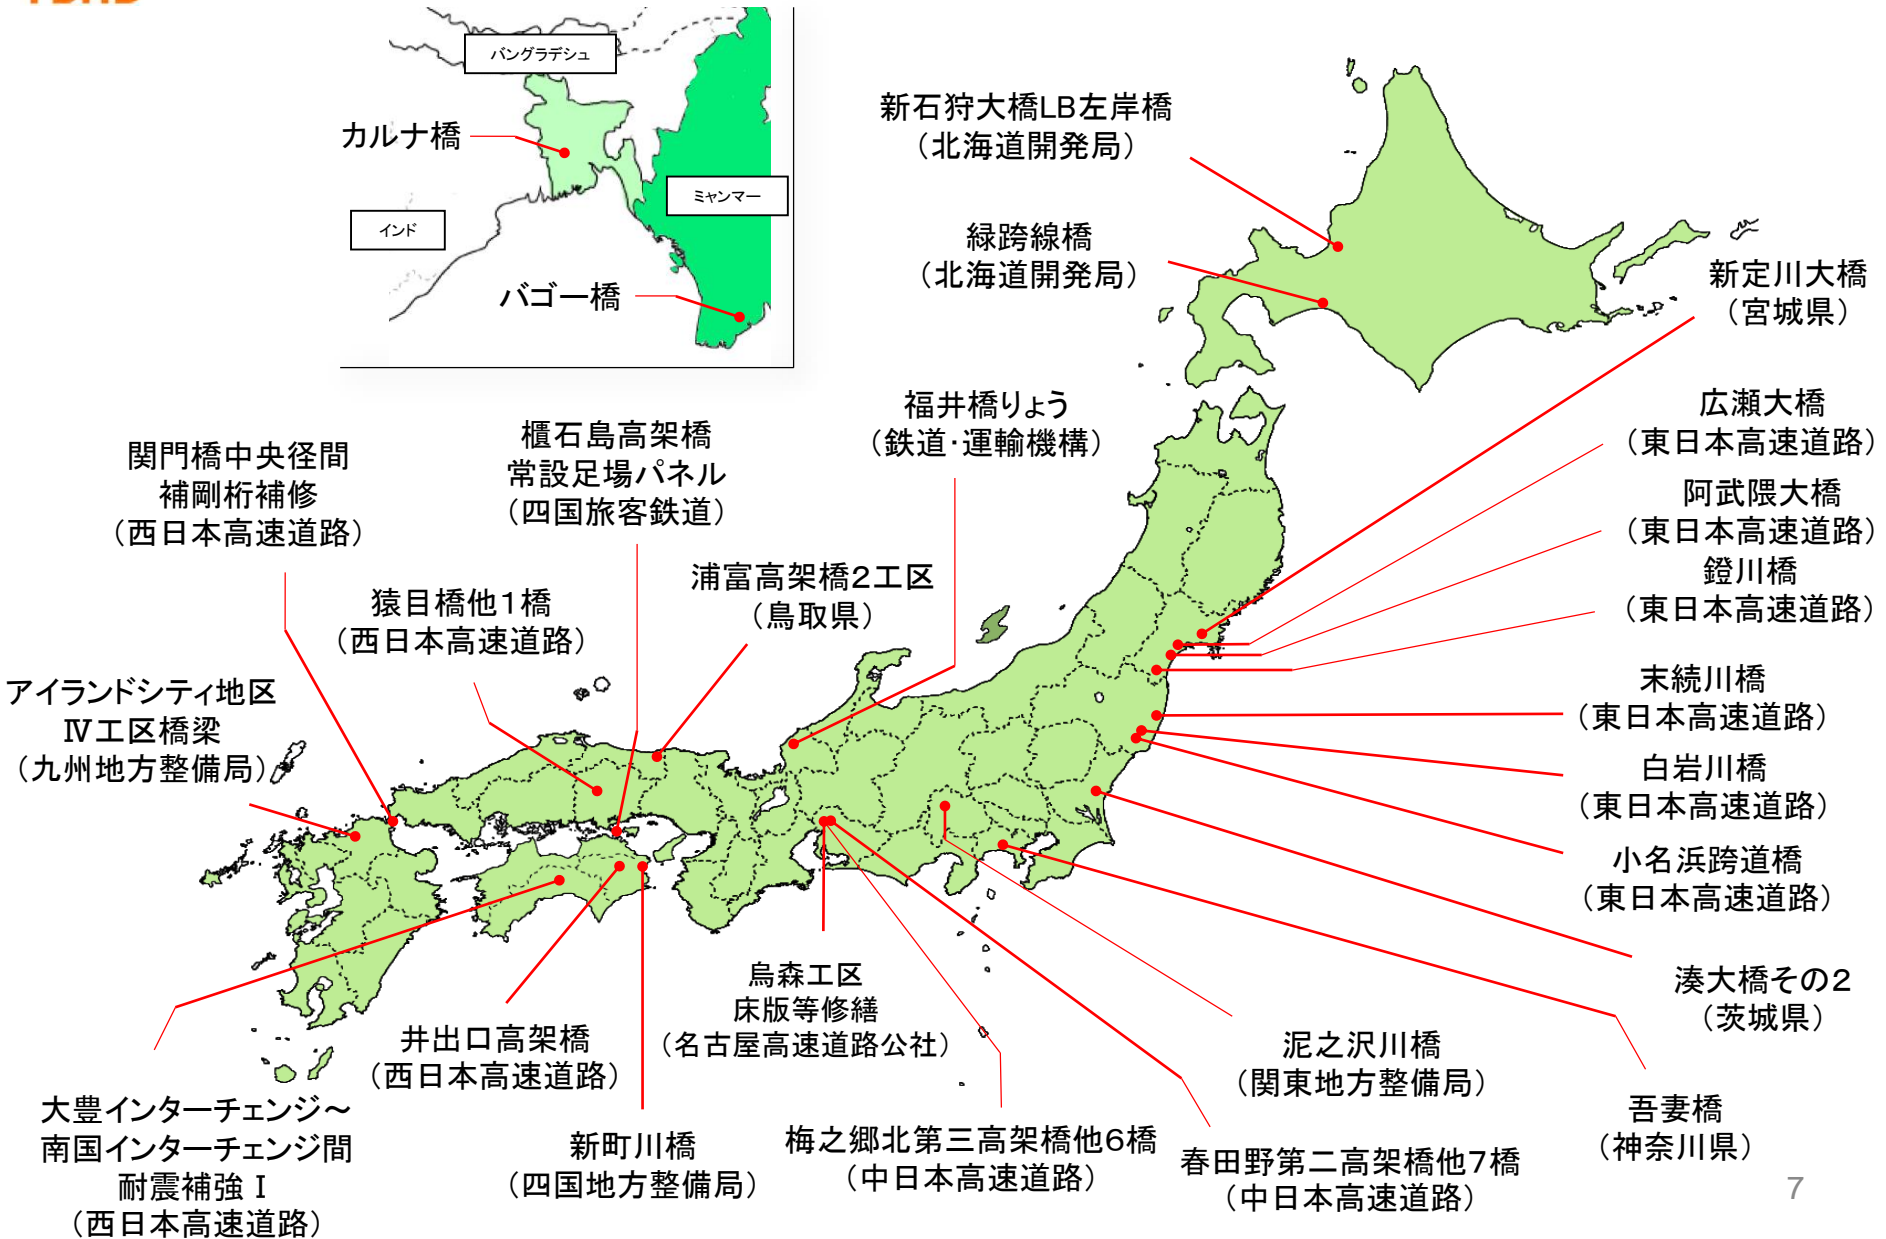 バングラデシュ
カルナ橋
ミャンマー
インド
バゴー橋
新石狩大橋LB左岸橋
（北海道開発局）
緑跨線橋
（北海道開発局）
新定川大橋
（宮城県）
広瀬大橋
（東日本高速道路）
阿武隈大橋
（東日本高速道路）
鐙川橋
（東日本高速道路）
末続川橋
（東日本高速道路）
白岩川橋
（東日本高速道路）
小名浜跨道橋
（東日本高速道路）
湊大橋その２
（茨城県）
吾妻橋
（神奈川県）
福井橋りょう
（鉄道・運輸機構）
櫃石島高架橋
常設足場パネル
（四国旅客鉄道）
関門橋中央径間
補剛桁補修
（西日本高速道路）
浦富高架橋２工区
（鳥取県）
猿目橋他１橋
（西日本高速道路）
アイランドシティ地区
Ⅳ工区橋梁
（九州地方整備局）
大豊インターチェンジ～
南国インターチェンジ間
耐震補強Ⅰ
（西日本高速道路）
井出口高架橋
（西日本高速道路）
新町川橋
（四国地方整備局）
烏森工区
床版等修繕
（名古屋高速道路公社）
梅之郷北第三高架橋他６橋
（中日本高速道路）
春田野第二高架橋他７橋
（中日本高速道路）
泥之沢川橋
（関東地方整備局）
7